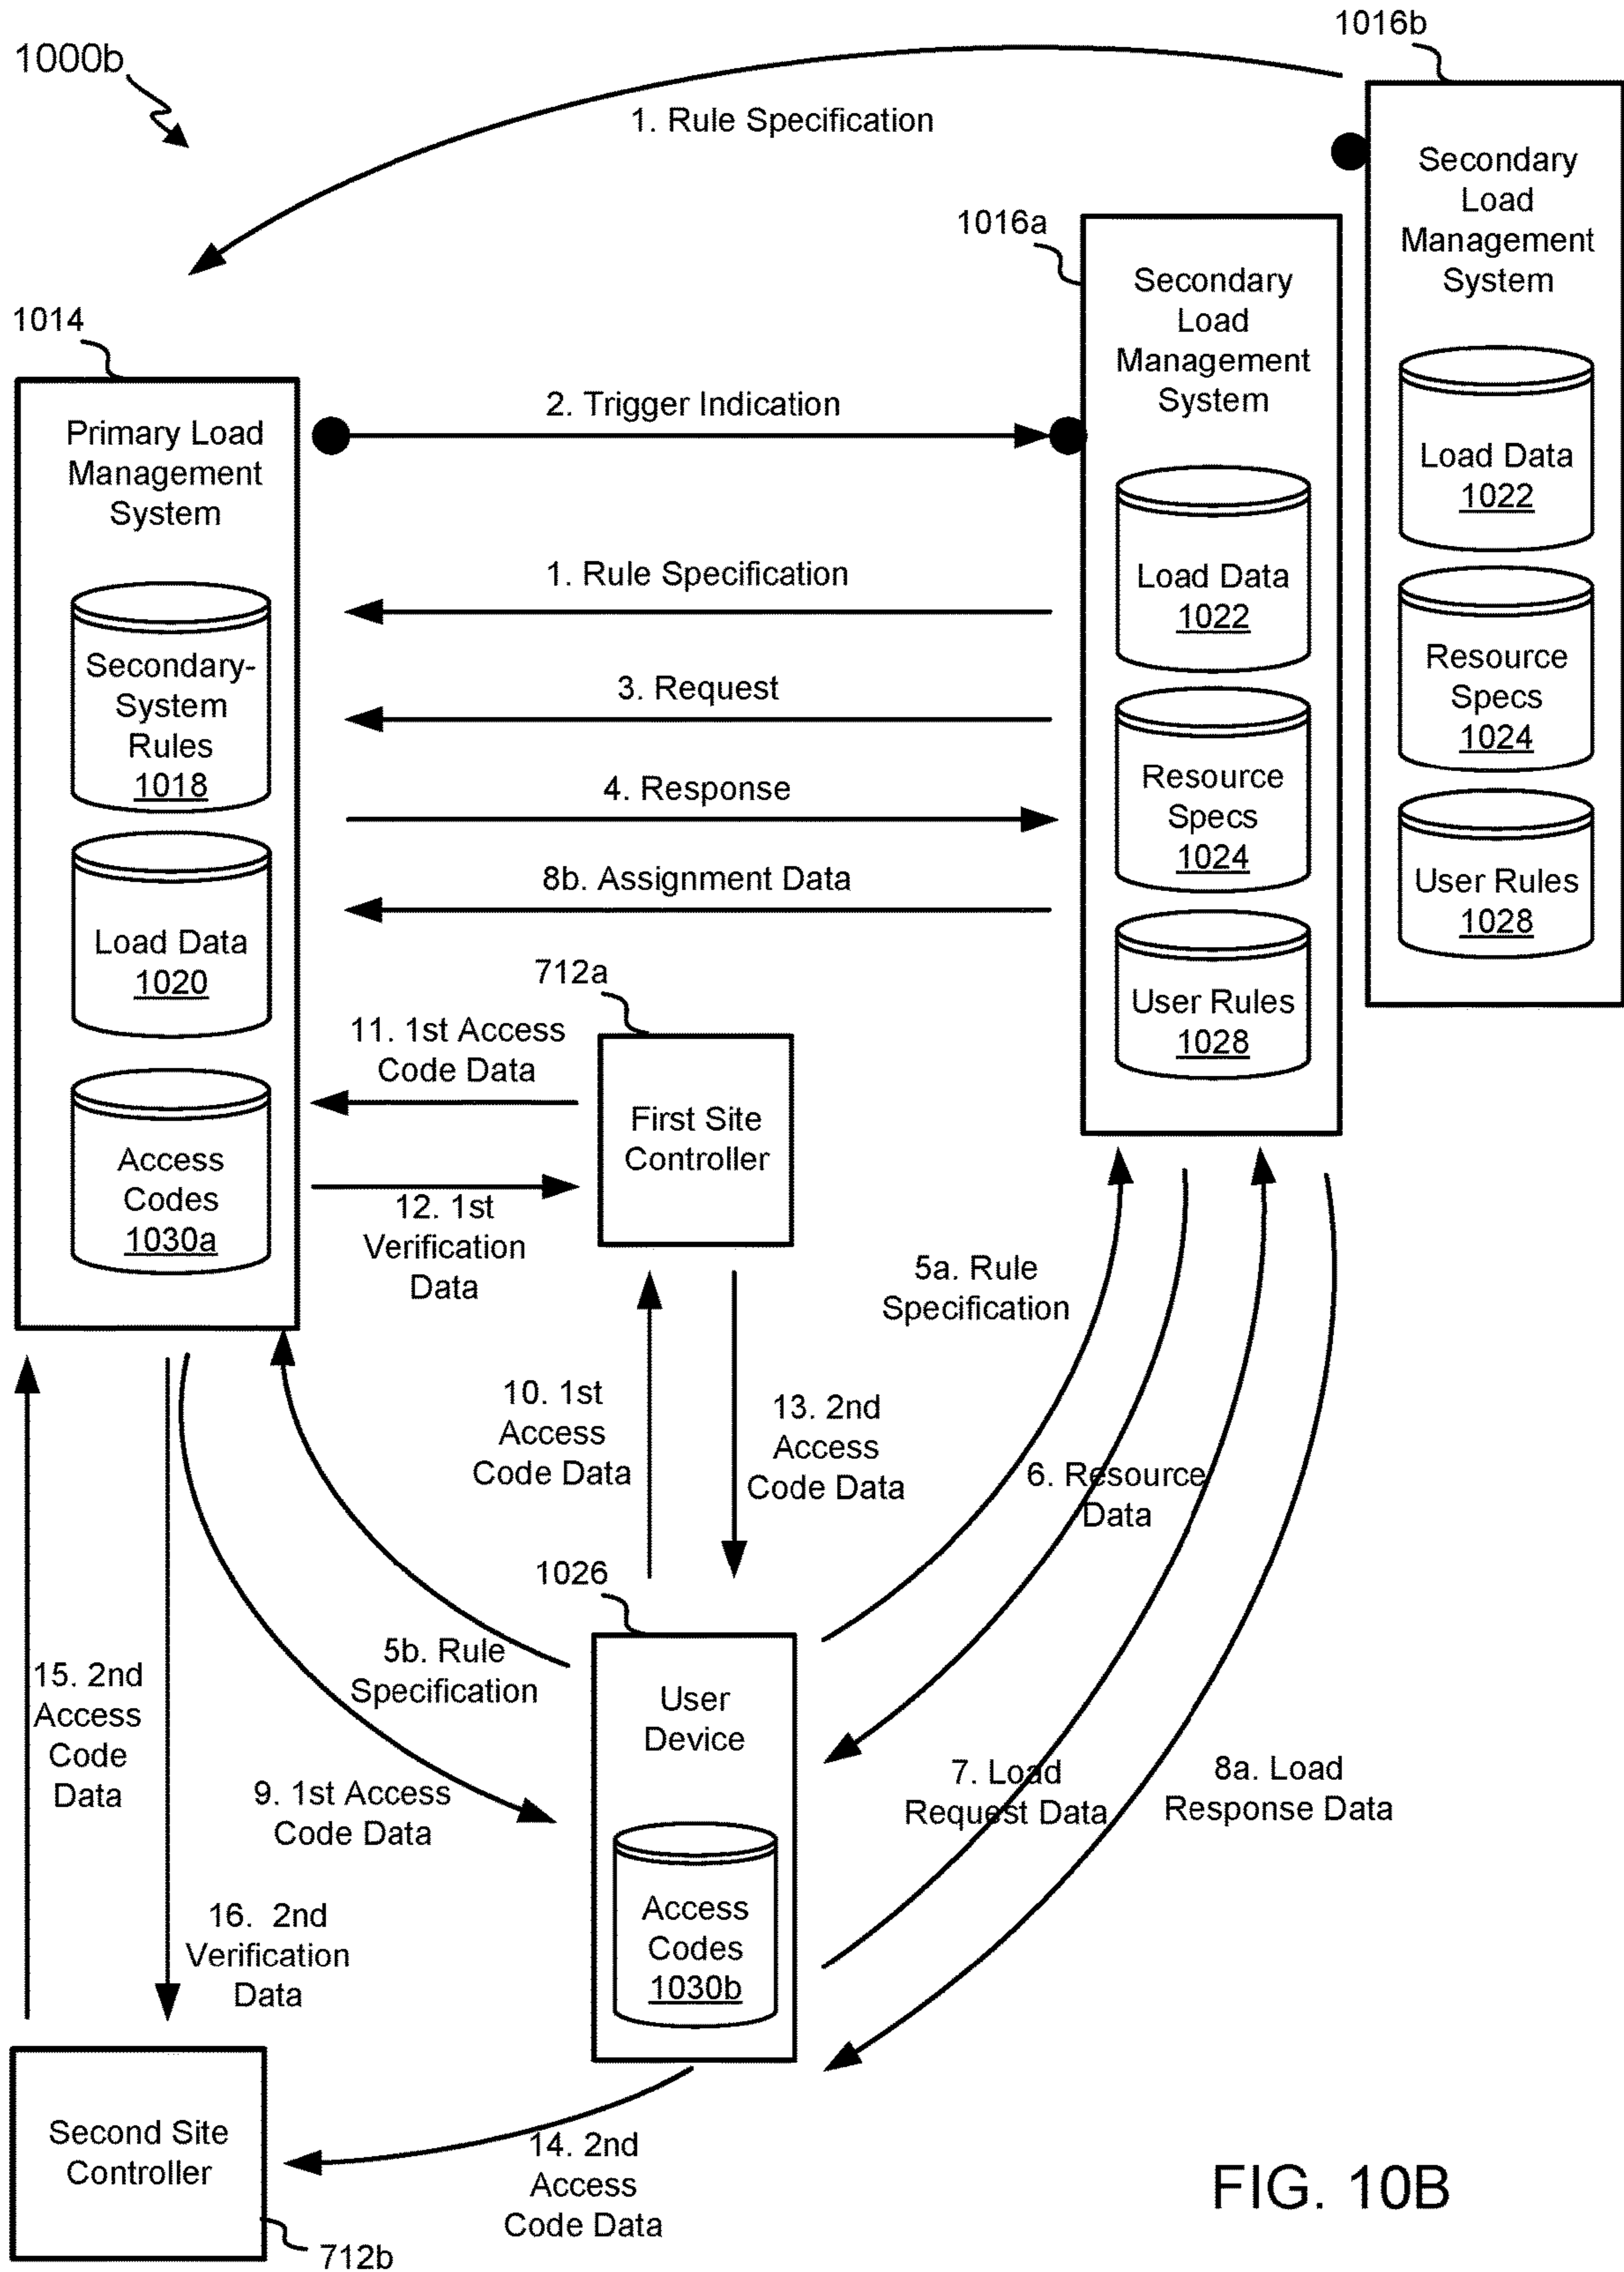 1016b
1000b
1. Rule Specification
Secondary
Load
Management
System
1016a
Secondary
Load
Management
System
1014
2. Trigger Indication
Primary Load
Management
System
Load Data
1022
1. Rule Specification
Load Data
1022
Secondary-
System
Rules
1018
3. Request
Resource
Specs
1024
4. Response
Resource
Specs
1024
8b. Assignment Data
User Rules
1028
Load Data
1020
712a
User Rules
1028
11. 1st Access
Code Data
First Site
Controller
Access
Codes
1030a
12. 1st
Verification
Data
5a. Rule
Specification
10. 1st
Access
Code Data
13. 2nd
Access
Code Data
6. Resource
Data
1026
5b. Rule
Specification
15. 2nd
Access
Code
Data
User
Device
9. 1st Access
Code Data
7. Load
Request Data
8a. Load
Response Data
16. 2nd
Verification
Data
Access
Codes
1030b
Second Site
Controller
14. 2nd
Access
Code Data
712b
FIG. 10B